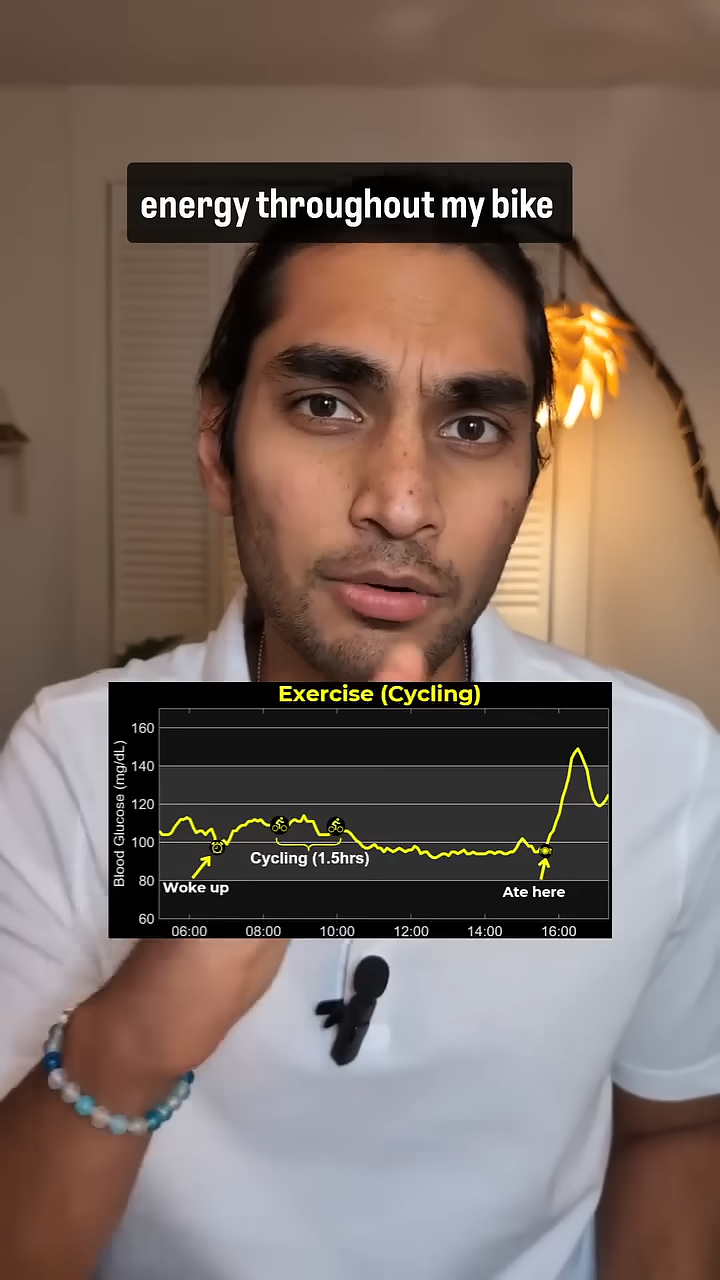 energy throughout my bike
Exercise (Cycling)
Blood Glucose (mg/dL)
160
140
120
100
80
60
Cycling (1.5hrs)
Woke up
Ate here
06:00 08:00 10:00 12:00 14:00 16:00